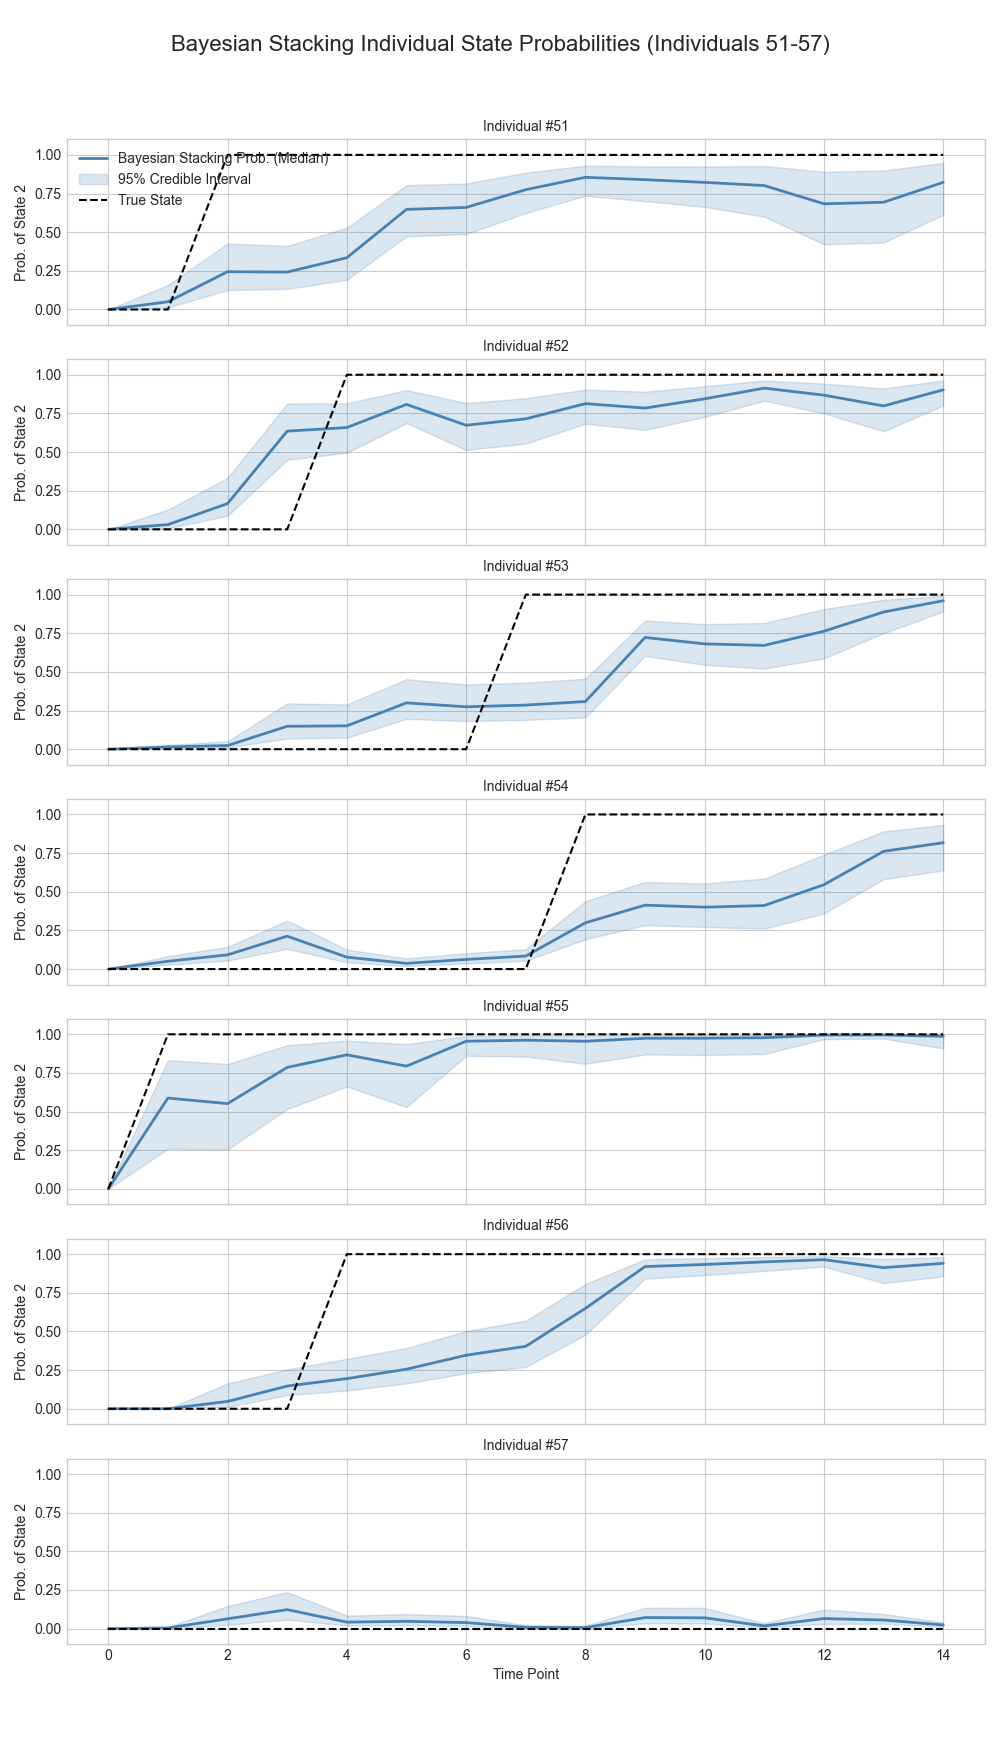 Bayesian Stacking Individual State Probabilities (Individuals 51-57)
Individual #51
Prob. of State 2
1.00
0.75
0.50
0.25
0.00
Bayesian Stacking Prob. (Median)
95% Credible Interval
True State
Individual #52
Prob. of State 2
1.00
0.75
0.50
0.25
0.00
Individual #53
Prob. of State 2
1.00
0.75
0.50
0.25
0.00
Individual #54
Prob. of State 2
1.00
0.75
0.50
0.25
0.00
Individual #55
Prob. of State 2
1.00
0.75
0.50
0.25
0.00
Individual #56
Prob. of State 2
1.00
0.75
0.50
0.25
0.00
Individual #57
Prob. of State 2
1.00
0.75
0.50
0.25
0.00
0 2 4 6 8 10 12 14
Time Point